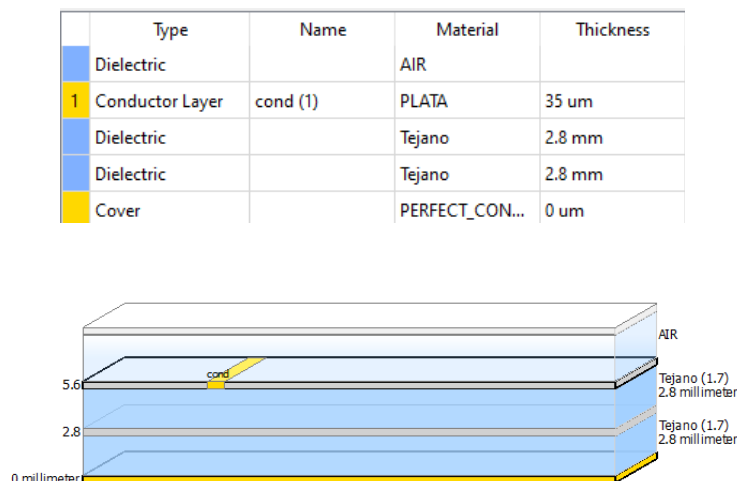 Type Name Material Thickness
Dielectric AIR
1 Conductor Layer cond (1) PLATA 35 um
Dielectric Tejano 2.8 mm
Dielectric Tejano 2.8 mm
Cover PERFECT_CON... 0 um
AIR
cond
5.6
Tejano (1.7)
2.8 millimeter
2.8
Tejano (1.7)
2.8 millimeter
0 millimeter